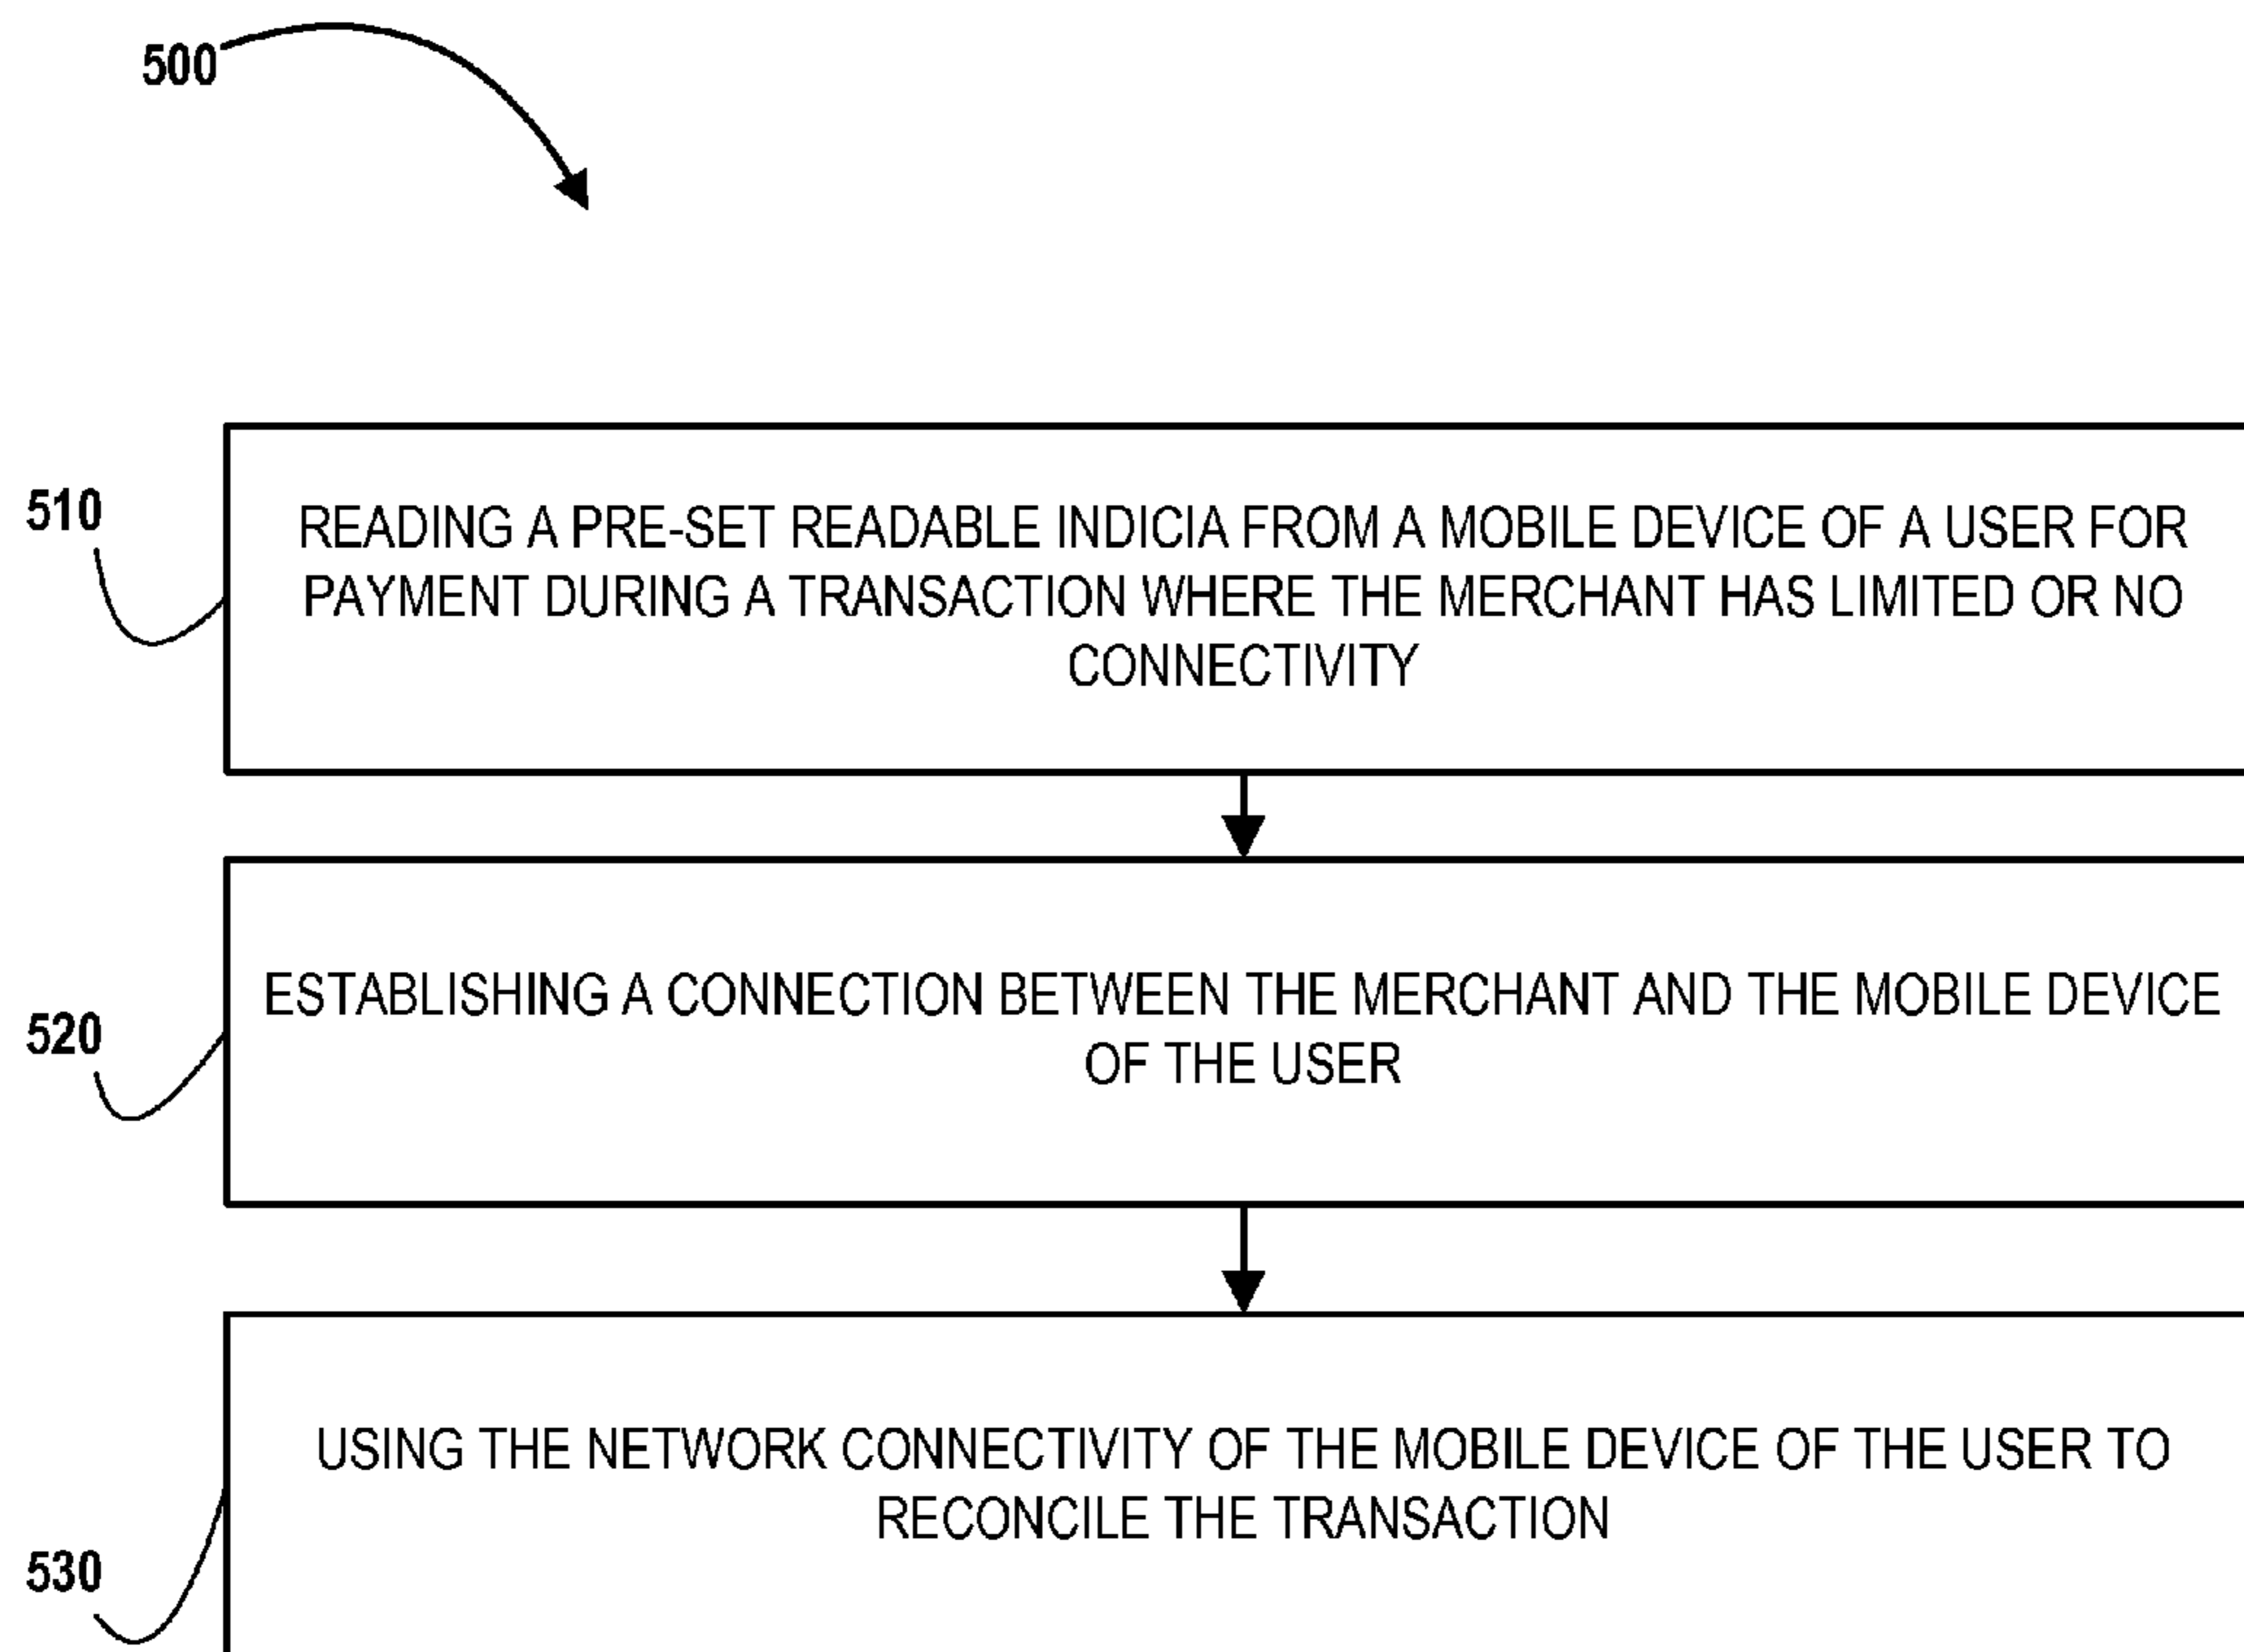 500
510
READING A PRE-SET READABLE INDICIA FROM A MOBILE DEVICE OF A USER FOR
PAYMENT DURING A TRANSACTION WHERE THE MERCHANT HAS LIMITED OR NO
CONNECTIVITY
520
ESTABLISHING A CONNECTION BETWEEN THE MERCHANT AND THE MOBILE DEVICE
OF THE USER
530
USING THE NETWORK CONNECTIVITY OF THE MOBILE DEVICE OF THE USER TO
RECONCILE THE TRANSACTION